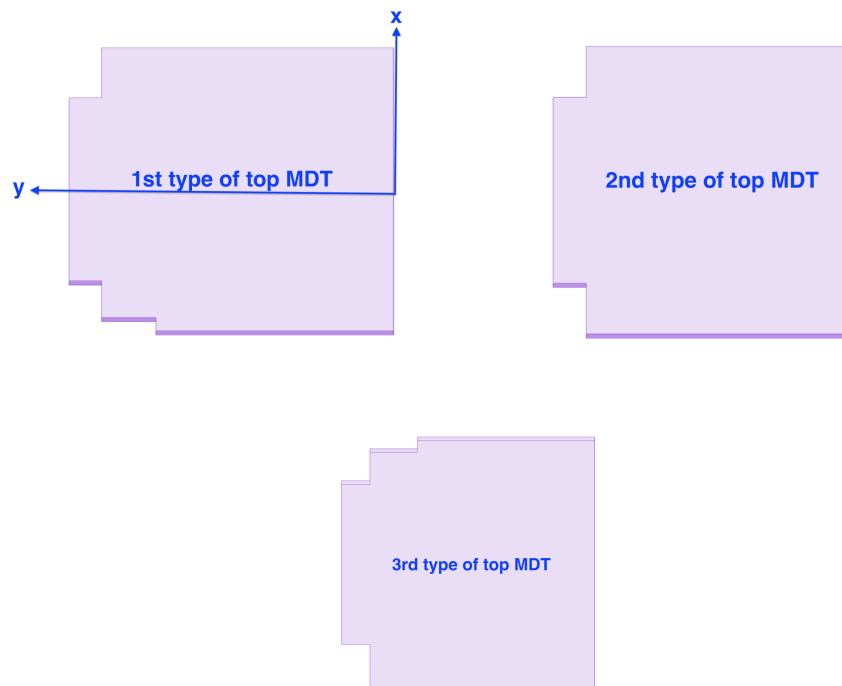 x
1st type of top MDT
2nd type of top MDT
y
3rd type of top MDT